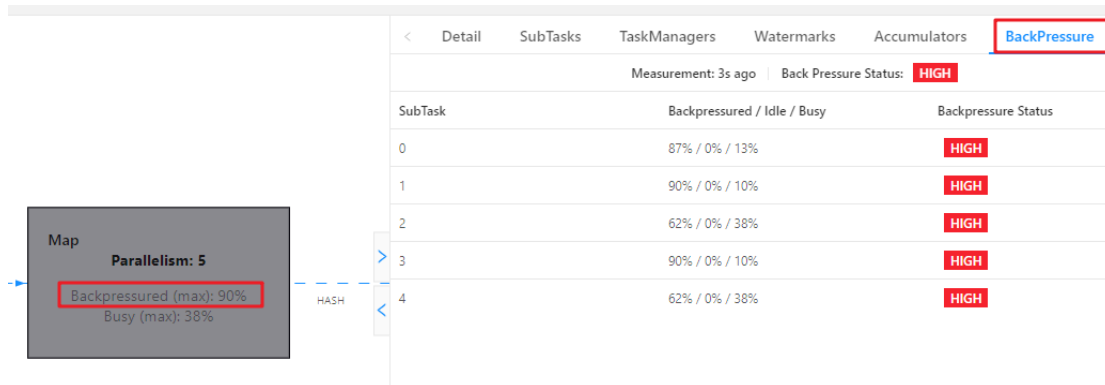 < Detail SubTasks TaskManagers Watermarks Accumulators BackPressure
Measurement: 3s ago Back Pressure Status: HIGH
SubTask Backpressured / Idle / Busy Backpressure Status
0 87% / 0% / 13% HIGH
1 90% / 0% / 10% HIGH
2 62% / 0% / 38% HIGH
3 90% / 0% / 10% HIGH
4 62% / 0% / 38% HIGH
Map
Parallelism: 5
Backpressured (max): 90%
Busy (max): 38%
HASH